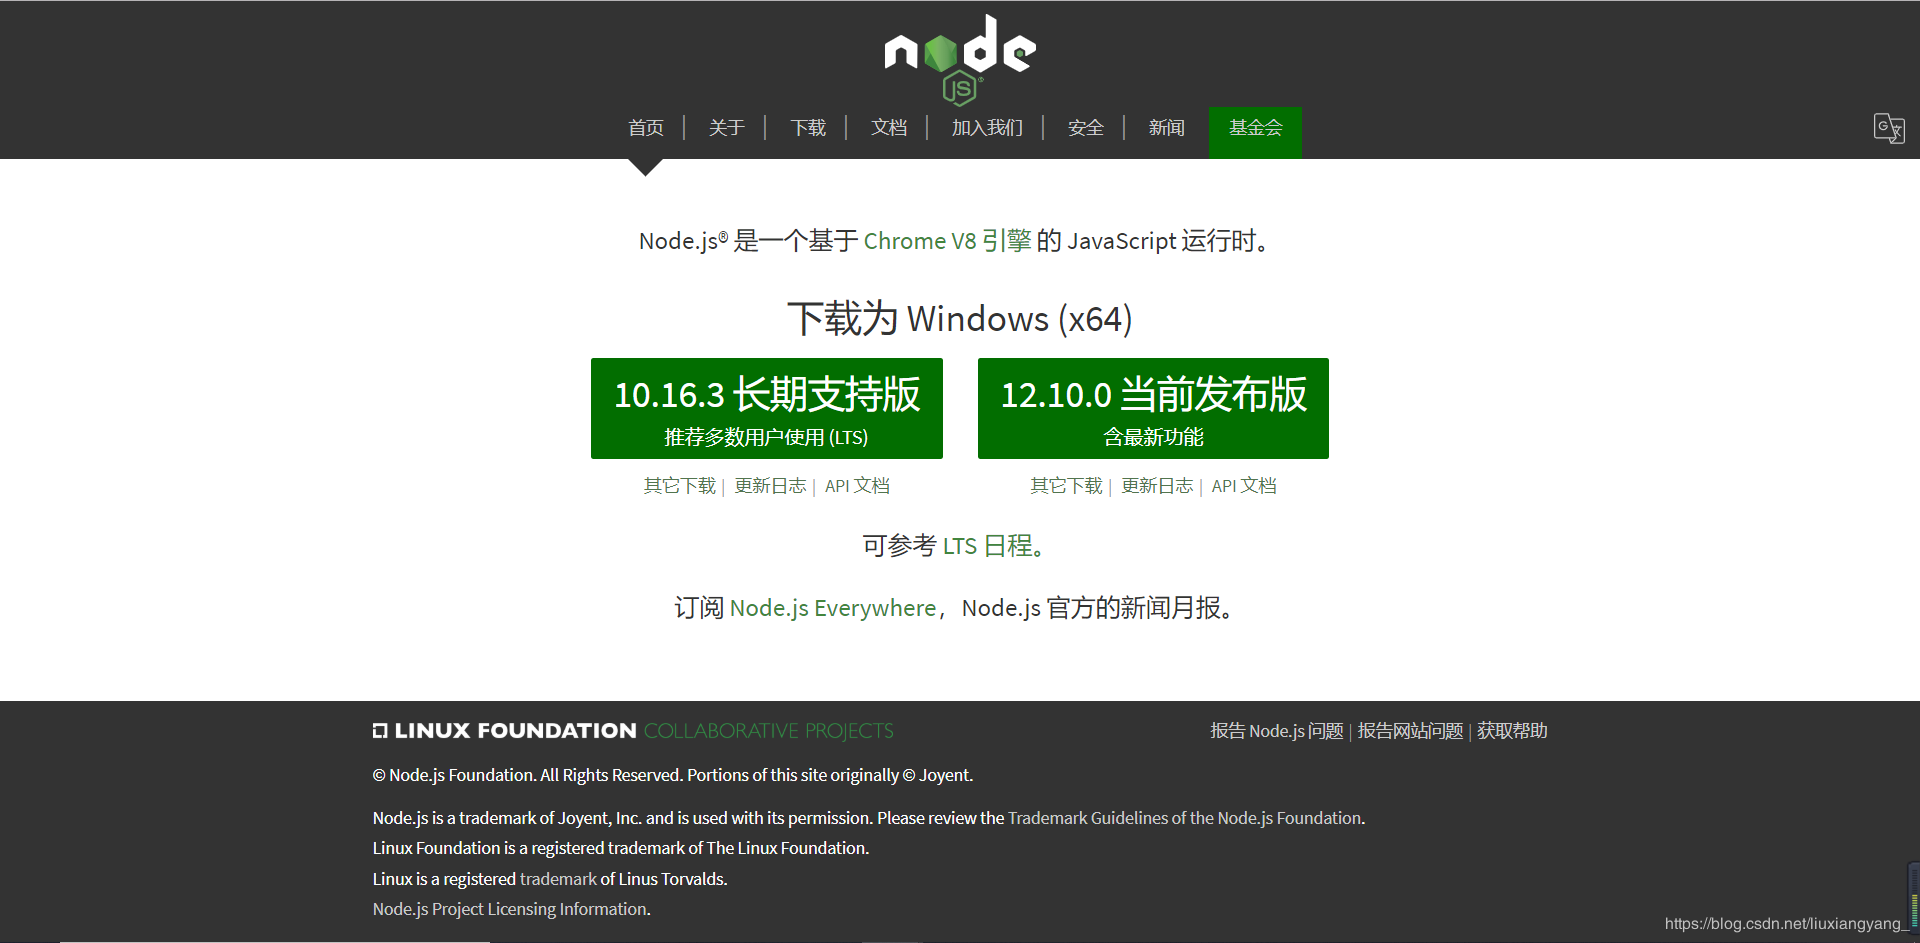 node
JS
首页 | 关于 | 下载 | 文档 | 加入我们 | 安全 | 新闻 基金会
Node.js® 是一个基于 Chrome V8 引擎 的 JavaScript 运行时。
下载为 Windows (x64)
10.16.3 长期支持版
推荐多数用户使用 (LTS)
12.10.0 当前发布版
含最新功能
其它下载 | 更新日志 | API 文档
其它下载 | 更新日志 | API 文档
可参考 LTS 日程。
订阅 Node.js Everywhere，Node.js 官方的新闻月报。
LINUX FOUNDATION COLLABORATIVE PROJECTS
报告 Node.js 问题 | 报告网站问题 | 获取帮助
© Node.js Foundation. All Rights Reserved. Portions of this site originally © Joyent.
Node.js is a trademark of Joyent, Inc. and is used with its permission. Please review the Trademark Guidelines of the Node.js Foundation.
Linux Foundation is a registered trademark of The Linux Foundation.
Linux is a registered trademark of Linus Torvalds.
Node.js Project Licensing Information.
https://blog.csdn.net/liuxiangyang_